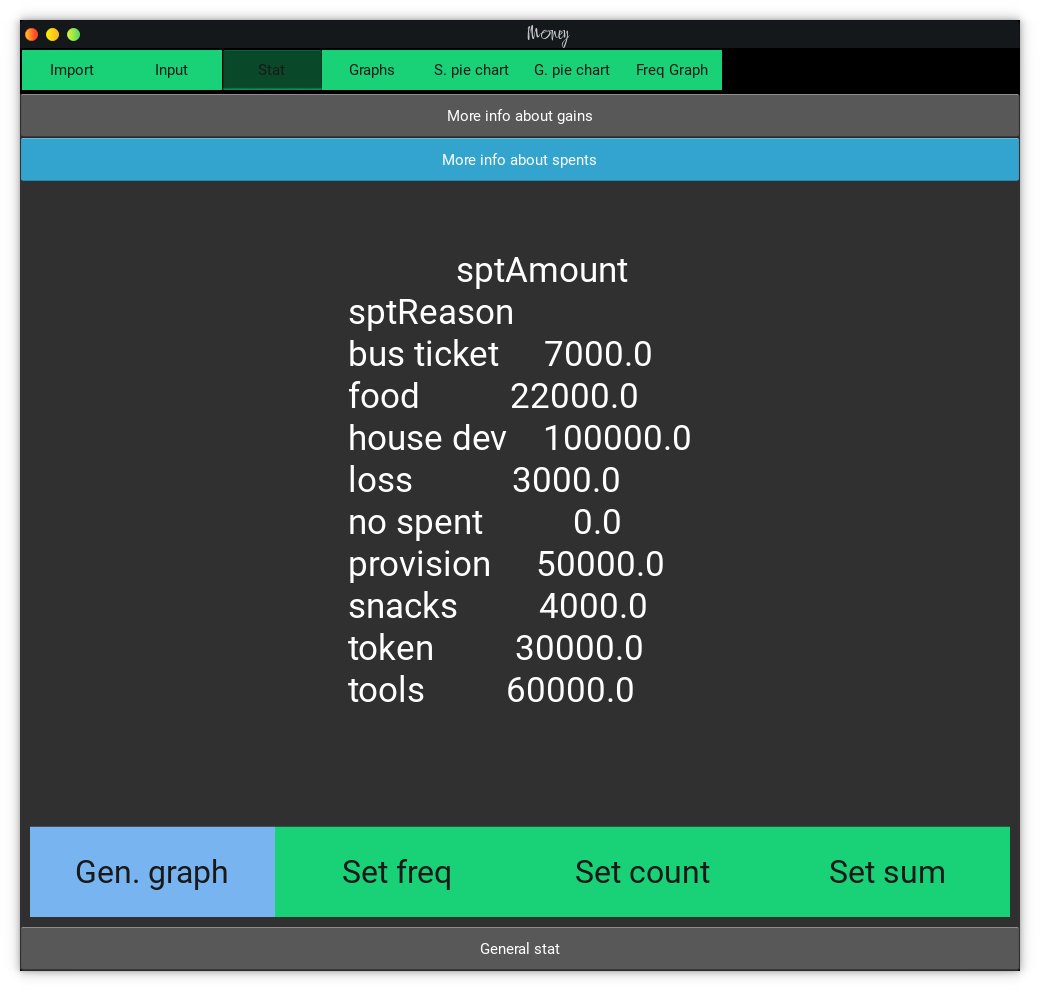 Money
Import Input Stat Graphs S. pie chart G. pie chart Freq Graph
More info about gains
More info about spents
sptAmount
sptReason
bus ticket 7000.0
food 22000.0
house dev 100000.0
loss 3000.0
no spent 0.0
provision 50000.0
snacks 4000.0
token 30000.0
tools 60000.0
Gen. graph Set freq Set count Set sum
General stat